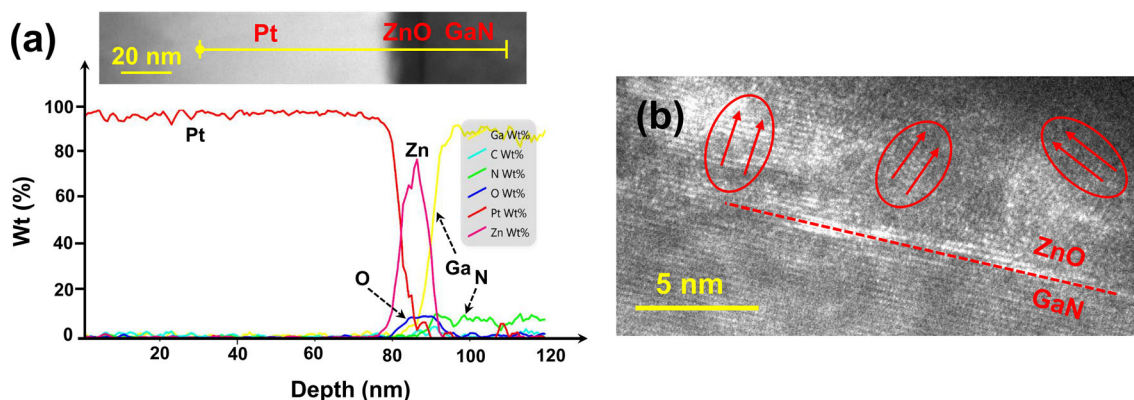 (a)
Pt
ZnO
GaN
20 nm
100
80
60
40
20
0
Wt (%)
Pt
Zn
O
Ga
N
Ga Wt%
C Wt%
N Wt%
O Wt%
Pt Wt%
Zn Wt%
20
40
60
80
100
120
Depth (nm)
(b)
5 nm
ZnO
GaN